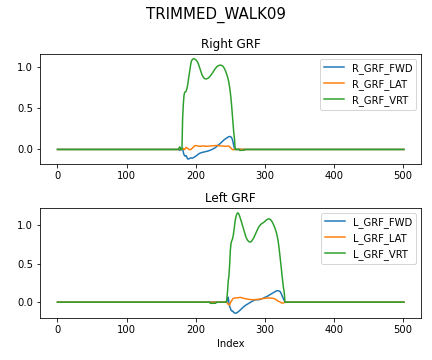 TRIMMED_WALK09
Right GRF
1.0
0.5
0.0
R_GRF_FWD
R_GRF_LAT
R_GRF_VRT
0 100 200 300 400 500
Left GRF
1.0
0.5
0.0
L_GRF_FWD
L_GRF_LAT
L_GRF_VRT
0 100 200 300 400 500
Index